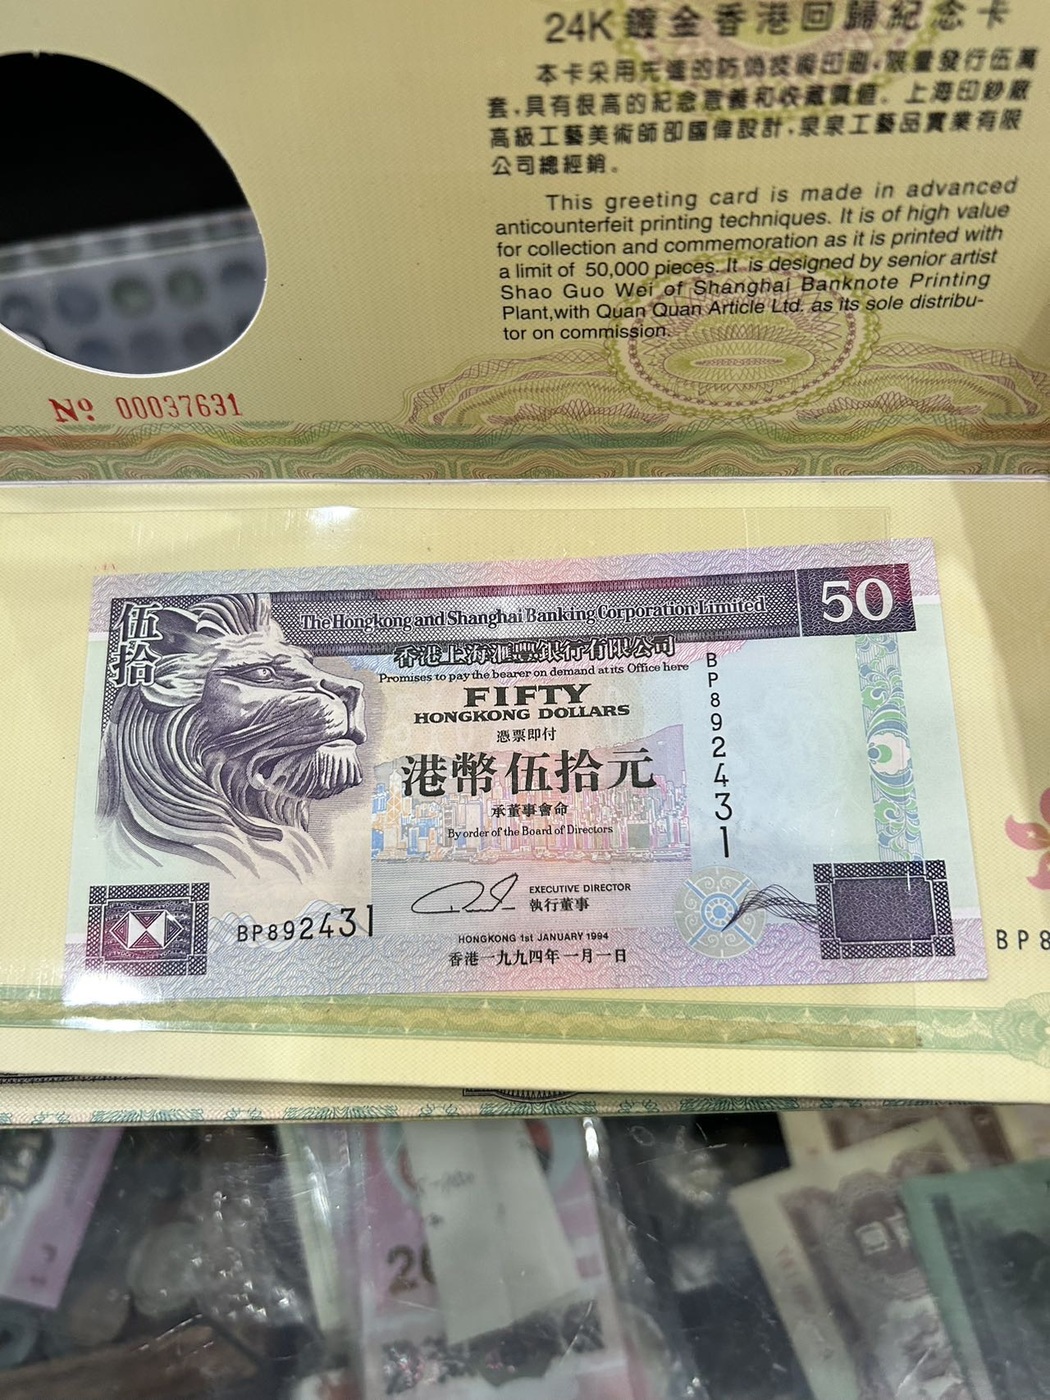 24K鍍金香港回歸紀念卡
本卡采用先進的防偽技術印刷,限量發行伍萬
套,具有很高的紀念意義和收藏價值。上海印鈔廠
高級工藝美術師卲國偉設計,泉泉工藝品實業有限
公司總經銷。
This greeting card is made in advanced
anticounterfeit printing techniques. It is of high value
for collection and commemoration as it is printed with
a limit of 50,000 pieces. It is designed by senior artist
Shao Guo Wei of Shanghai Banknote Printing
Plant,with Quan Quan Article Ltd. as its sole distribu-
tor on commission.
Nº 00037631
伍拾
The Hongkong and Shanghai Banking Corporation Limited
50
香港上海滙豐銀行有限公司
Promises to pay the bearer on demand at its Office here
FIFTY
HONGKONG DOLLARS
憑票即付
港幣伍拾元
承董事會命
By order of the Board of Directors
BP892431
EXECUTIVE DIRECTOR
執行董事
BP892431
HONGKONG 1st JANUARY 1994
香港一九九四年一月一日
BP8